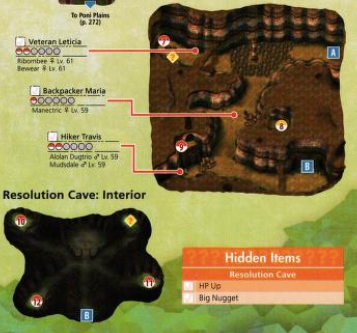 To Poni Plains
(p. 272)
Veteran Leticia
Ribombee ♀ Lv. 61
Bewear ♀ Lv. 61
Backpacker Maria
Manectric ♀ Lv. 59
Hiker Travis
Alolan Dugtrio ♂ Lv. 59
Mudsdale ♂ Lv. 59
7
?
A
8
9
B
Resolution Cave: Interior
10
?
11
12
B
? ? ? Hidden Items ? ? ?
Resolution Cave
HP Up
Big Nugget